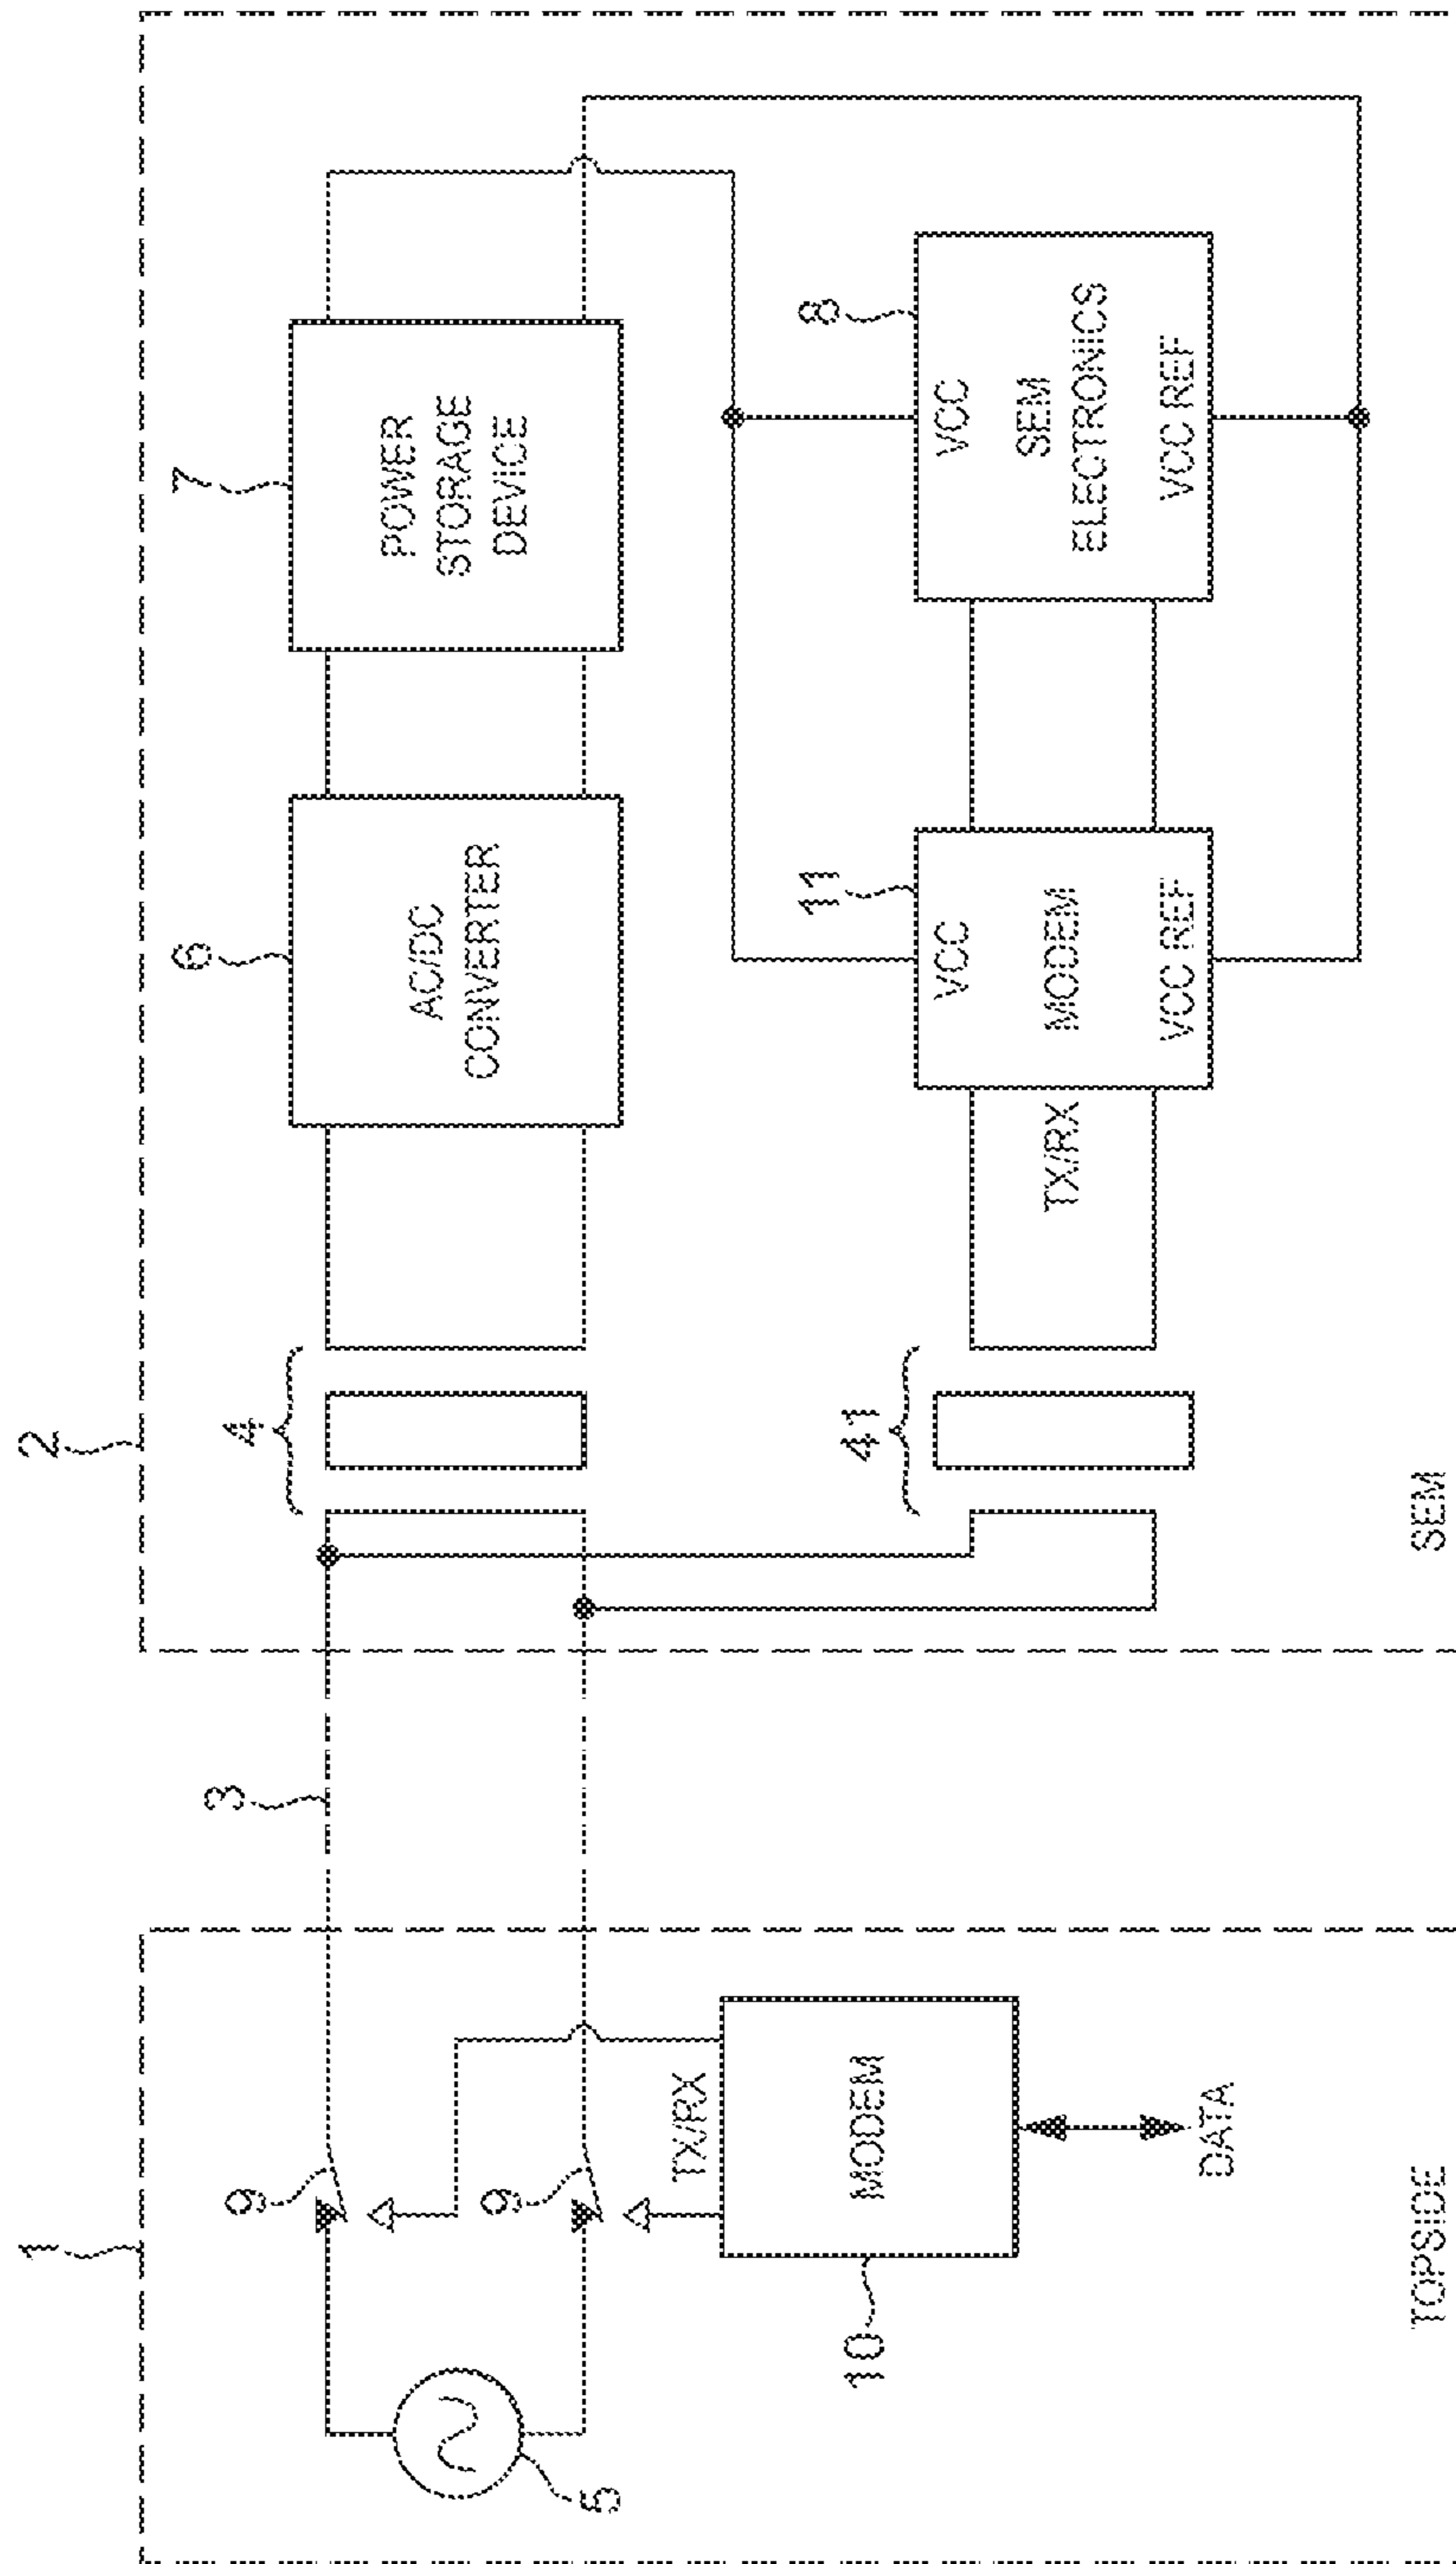 1
2
3
4
5
6
AC/DC
CONVERTER
7
POWER
STORAGE
DEVICE
9
9
TX/RX
MODEM
10
DATA
TOPSIDE
41
TX/RX
11
VCC
MODEM
VCC REF
8
VCC
SEM
ELECTRONICS
VCC REF
SEM